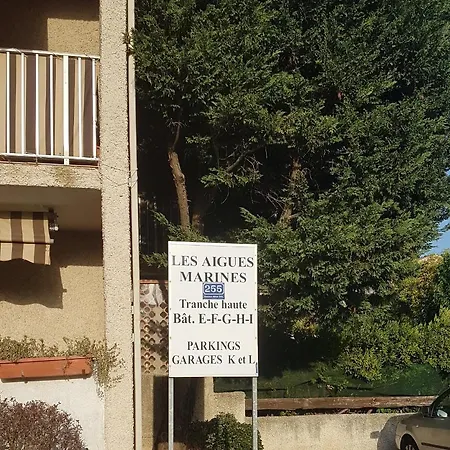 LES AIGUES
MARINES
255
Tranche haute
Bât. E-F-G-H-I
PARKINGS
GARAGES K et L